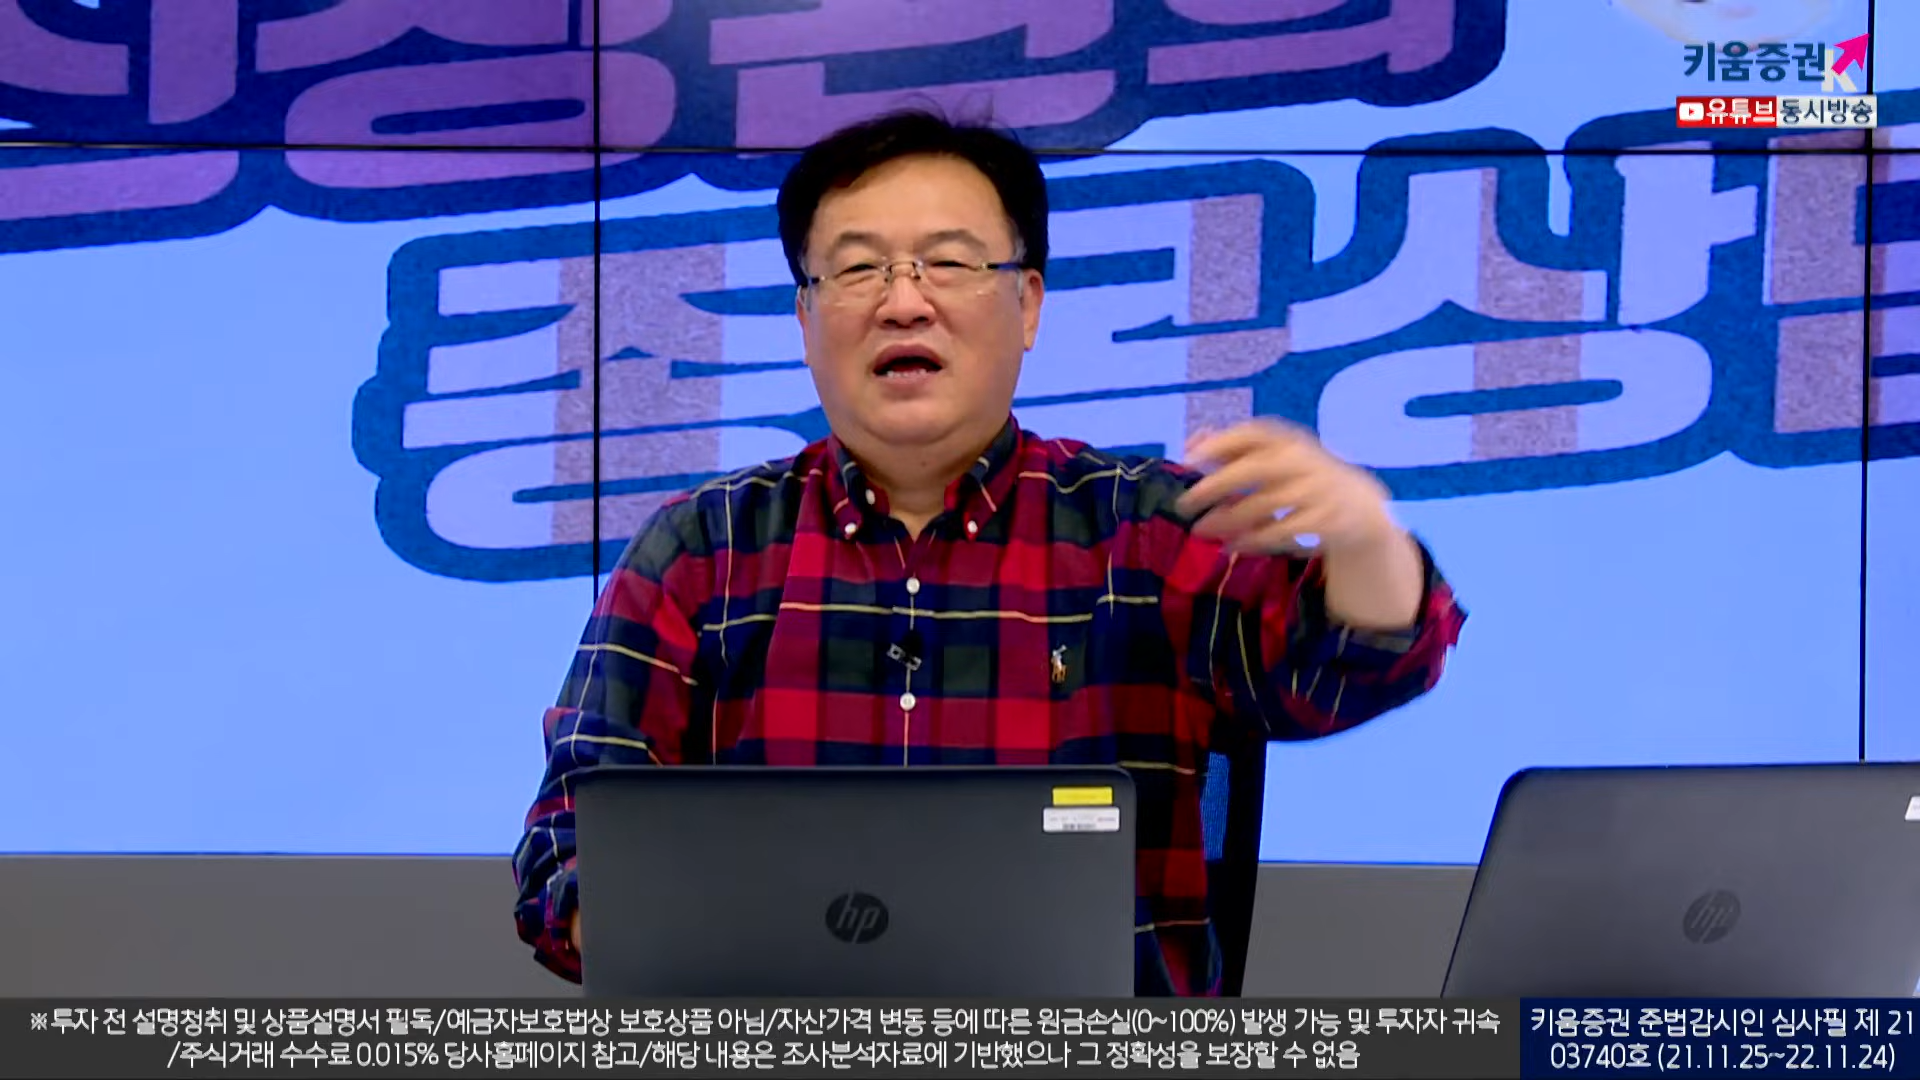 키움증권
유튜브 동시방송
종목상
hp
hp
※투자 전 설명청취 및 상품설명서 필독/예금자보호법상 보호상품 아님/자산가격 변동 등에 따른 원금손실(0~100%) 발생 가능 및 투자자 귀속
/주식거래 수수료 0.015% 당사홈페이지 참고/해당 내용은 조사분석자료에 기반했으나 그 정확성을 보장할 수 없음
키움증권 준법감시인 심사필 제 21
03740호 (21.11.25~22.11.24)